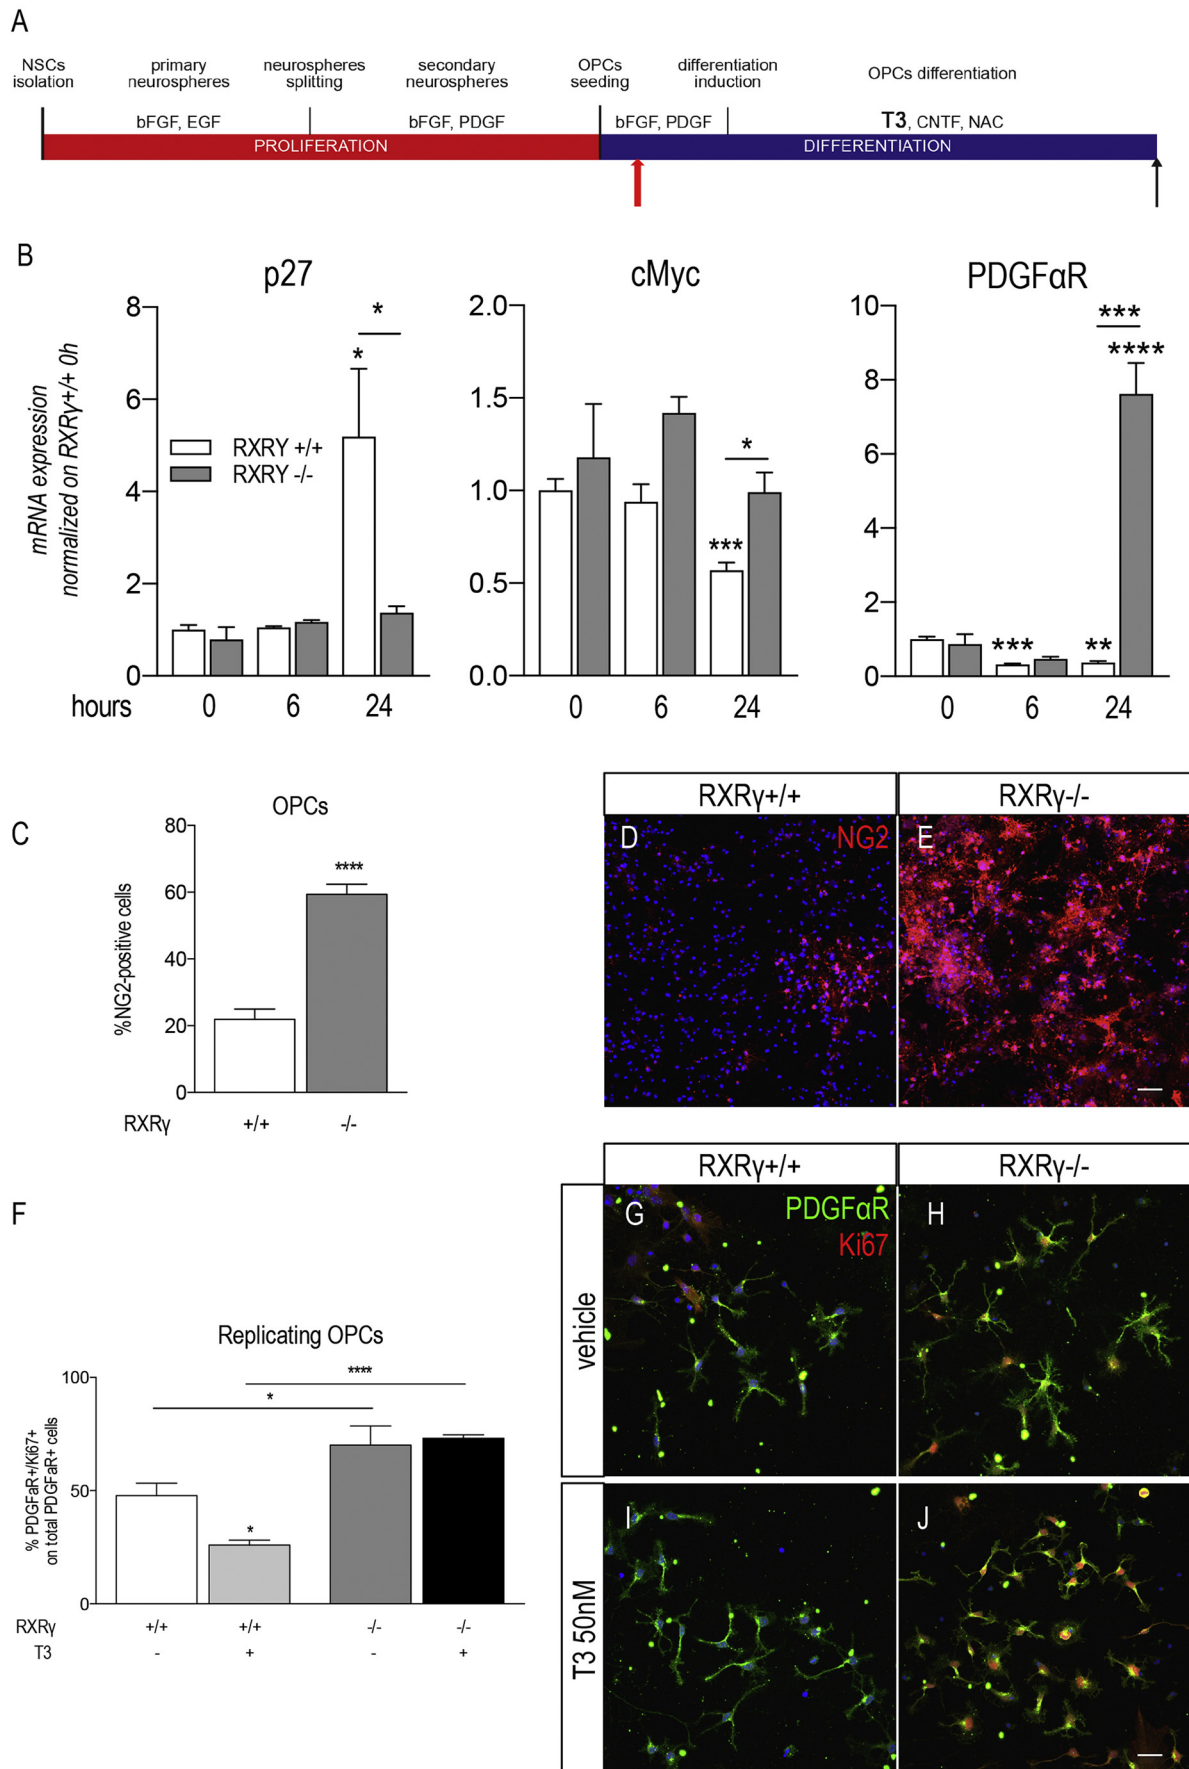 A
NSCs isolation
primary neurospheres
neurospheres splitting
secondary neurospheres
OPCs seeding
differentiation induction
OPCs differentiation
bFGF, EGF
bFGF, PDGF
bFGF, PDGF
T3, CNTF, NAC
PROLIFERATION
DIFFERENTIATION
B
p27
cMyc
PDGFαR
mRNA expression
normalized on RXRγ+/+ 0h
8
6
4
2
0
RXRY +/+
RXRY -/-
*
*
2.0
1.5
1.0
0.5
0.0
***
*
10
8
6
4
2
0
***
**
***
****
hours
0 6 24
0 6 24
0 6 24
C
OPCs
%NG2-positive cells
80
60
40
20
0
****
RXRγ +/+ -/-
RXRγ+/+
RXRγ-/-
D
NG2
E
F
Replicating OPCs
% PDGFaR+/Ki67+
on total PDGFaR+ cells
100
50
0
****
*
*
RXRγ +/+ +/+ -/- -/-
T3 - + - +
RXRγ+/+
RXRγ-/-
vehicle
T3 50nM
G
PDGFαR
Ki67
H
I
J